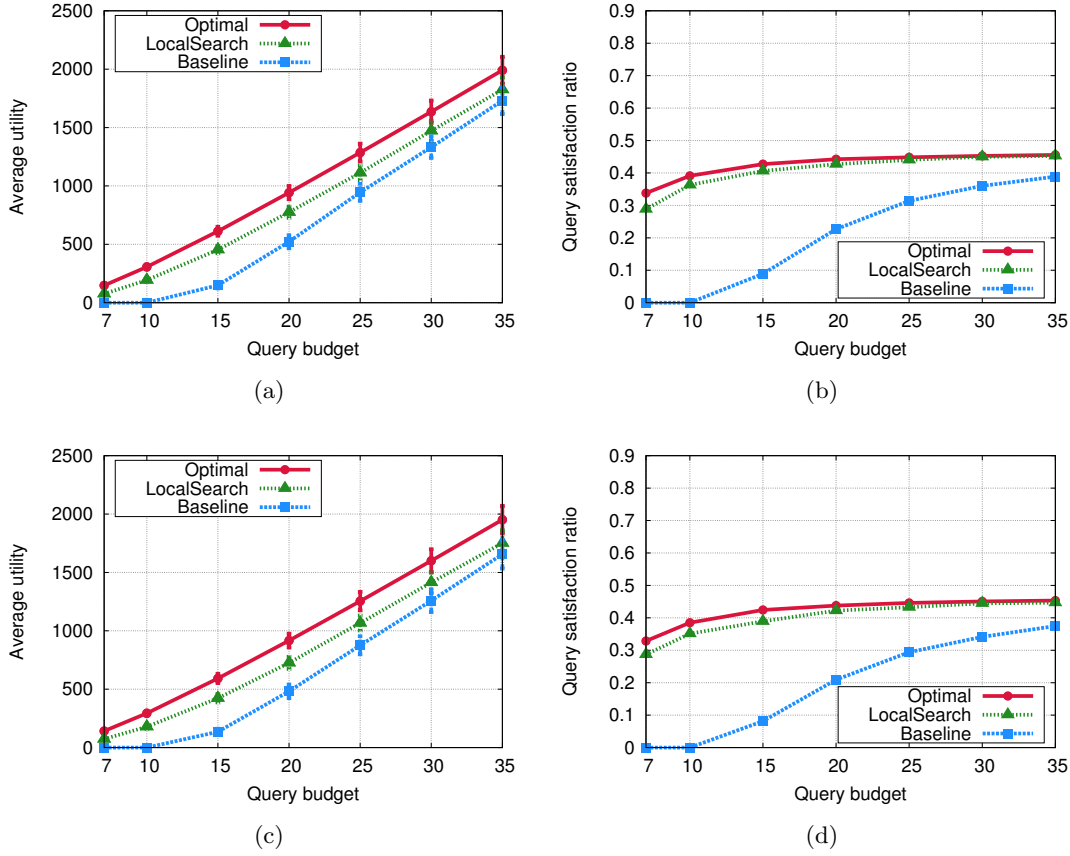 2500
2000
1500
1000
500
0
Average utility
Optimal
LocalSearch
Baseline
7 10 15 20 25 30 35
Query budget
(a)
0.9
0.8
0.7
0.6
0.5
0.4
0.3
0.2
0.1
0
Query satisfaction ratio
Optimal
LocalSearch
Baseline
7 10 15 20 25 30 35
Query budget
(b)
2500
2000
1500
1000
500
0
Average utility
Optimal
LocalSearch
Baseline
7 10 15 20 25 30 35
Query budget
(c)
0.9
0.8
0.7
0.6
0.5
0.4
0.3
0.2
0.1
0
Query satisfaction ratio
Optimal
LocalSearch
Baseline
7 10 15 20 25 30 35
Query budget
(d)